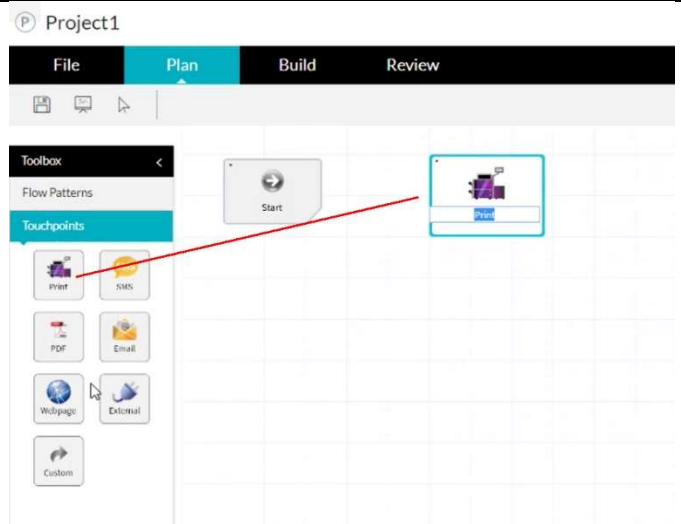 P Project1
File Plan Build Review
Toolbox <
Flow Patterns
Touchpoints
Start
Print
Print SMS
PDF Email
Webpage External
Custom